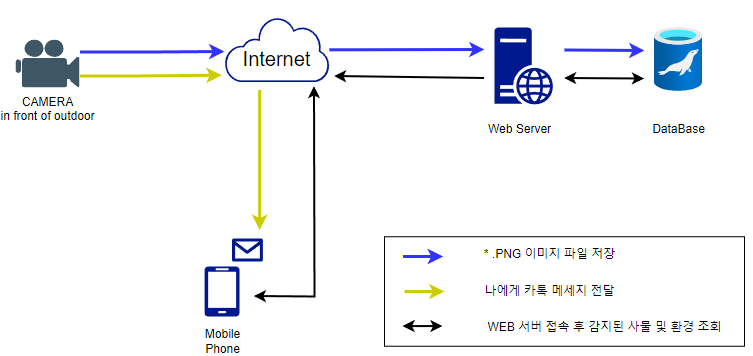 Internet
CAMERA
in front of outdoor
Web Server
DataBase
Mobile
Phone
* .PNG 이미지 파일 저장
나에게 카톡 메세지 전달
WEB 서버 접속 후 감지된 사물 및 환경 조회